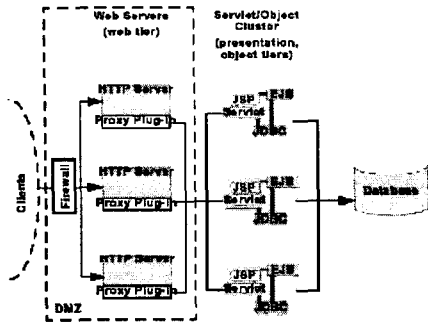 Web Servers
(web tier)
Servlet/Object
Cluster
(presentation,
object tiers)
Clients
Firewall
HTTP Server
Proxy Plug-in
HTTP Server
Proxy Plug-in
HTTP Server
Proxy Plug-in
DMZ
JSP
EJB
Servlet
JDBC
JSP
EJB
Servlet
JDBC
JSP
EJB
Servlet
JDBC
Database